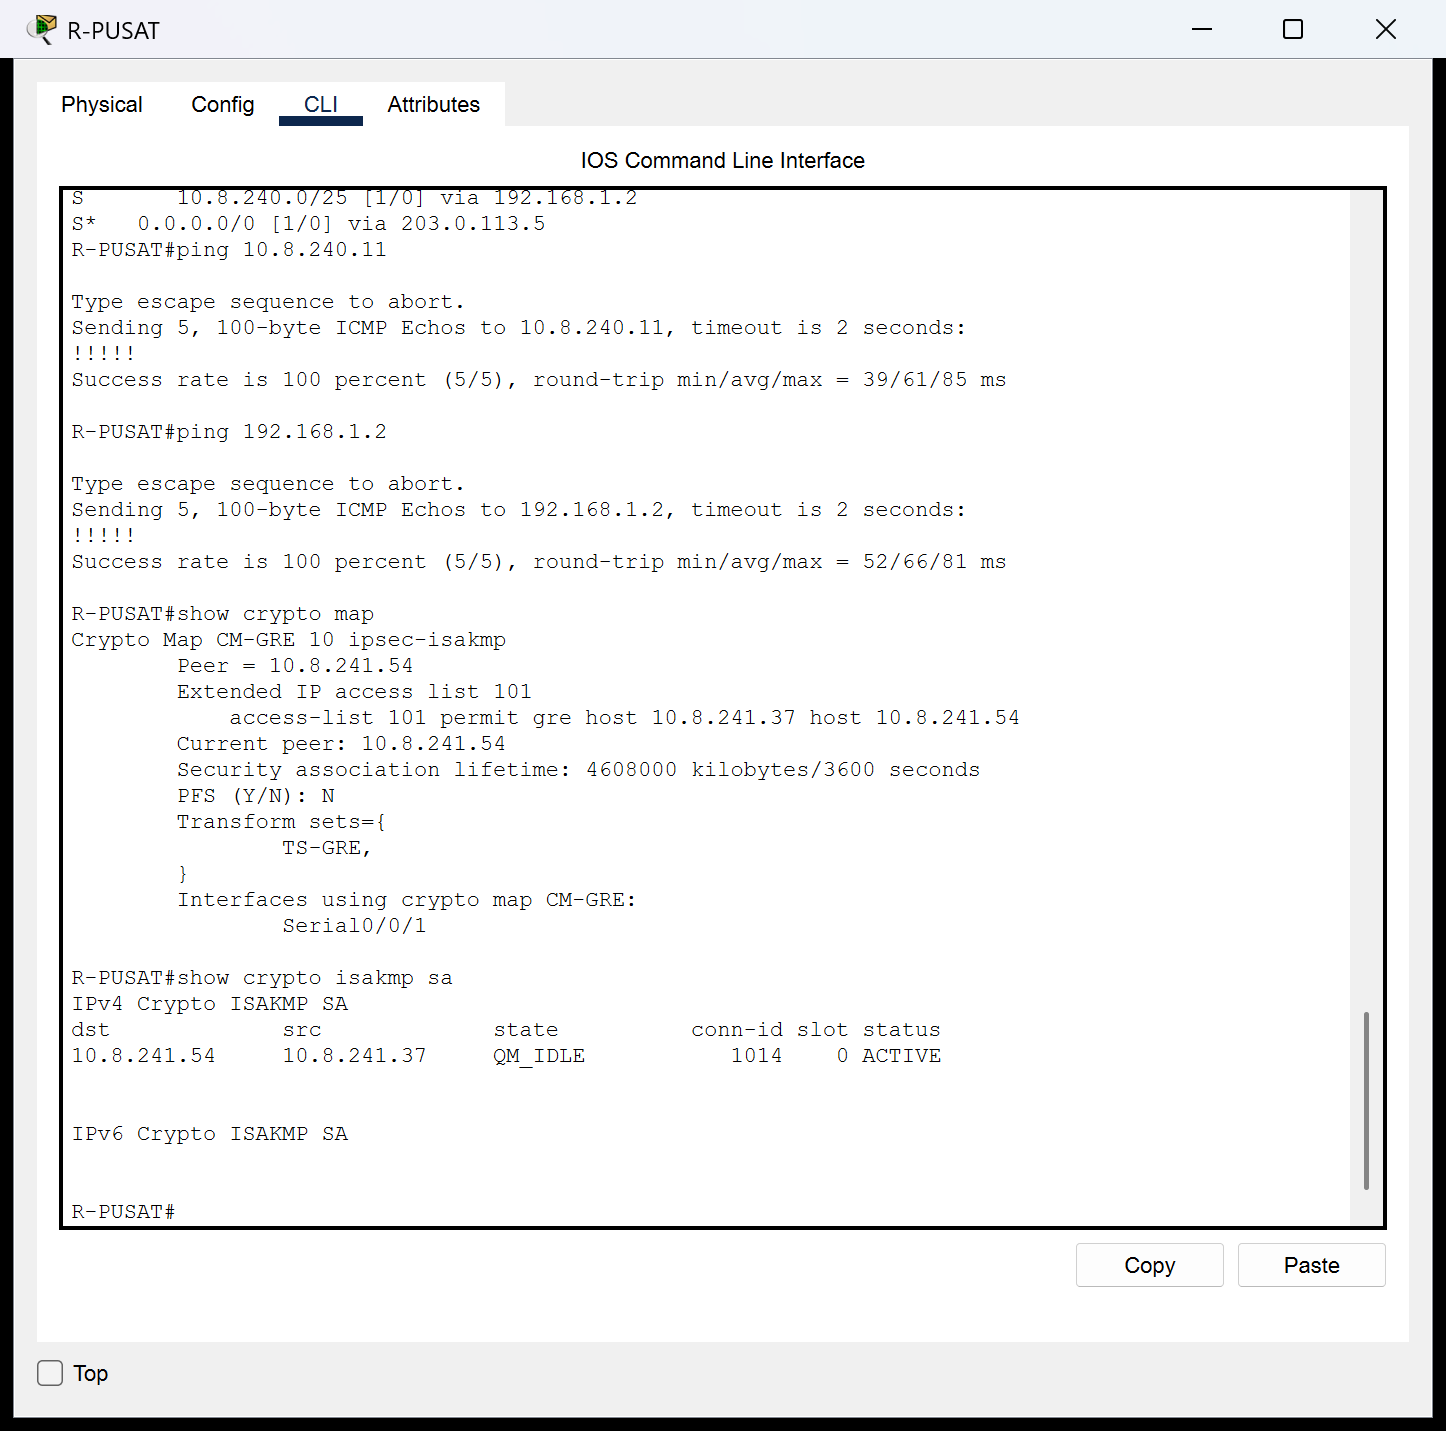 R-PUSAT
Physical Config CLI Attributes
IOS Command Line Interface
S       10.8.240.0/25 [1/0] via 192.168.1.2
S*   0.0.0.0/0 [1/0] via 203.0.113.5
R-PUSAT#ping 10.8.240.11
Type escape sequence to abort.
Sending 5, 100-byte ICMP Echos to 10.8.240.11, timeout is 2 seconds:
!!!!!
Success rate is 100 percent (5/5), round-trip min/avg/max = 39/61/85 ms
R-PUSAT#ping 192.168.1.2
Type escape sequence to abort.
Sending 5, 100-byte ICMP Echos to 192.168.1.2, timeout is 2 seconds:
!!!!!
Success rate is 100 percent (5/5), round-trip min/avg/max = 52/66/81 ms
R-PUSAT#show crypto map
Crypto Map CM-GRE 10 ipsec-isakmp
        Peer = 10.8.241.54
        Extended IP access list 101
            access-list 101 permit gre host 10.8.241.37 host 10.8.241.54
        Current peer: 10.8.241.54
        Security association lifetime: 4608000 kilobytes/3600 seconds
        PFS (Y/N): N
        Transform sets={
                TS-GRE,
        }
        Interfaces using crypto map CM-GRE:
                Serial0/0/1
R-PUSAT#show crypto isakmp sa
IPv4 Crypto ISAKMP SA
dst             src             state          conn-id slot status
10.8.241.54     10.8.241.37     QM_IDLE           1014    0 ACTIVE
IPv6 Crypto ISAKMP SA
R-PUSAT#
Copy Paste
Top